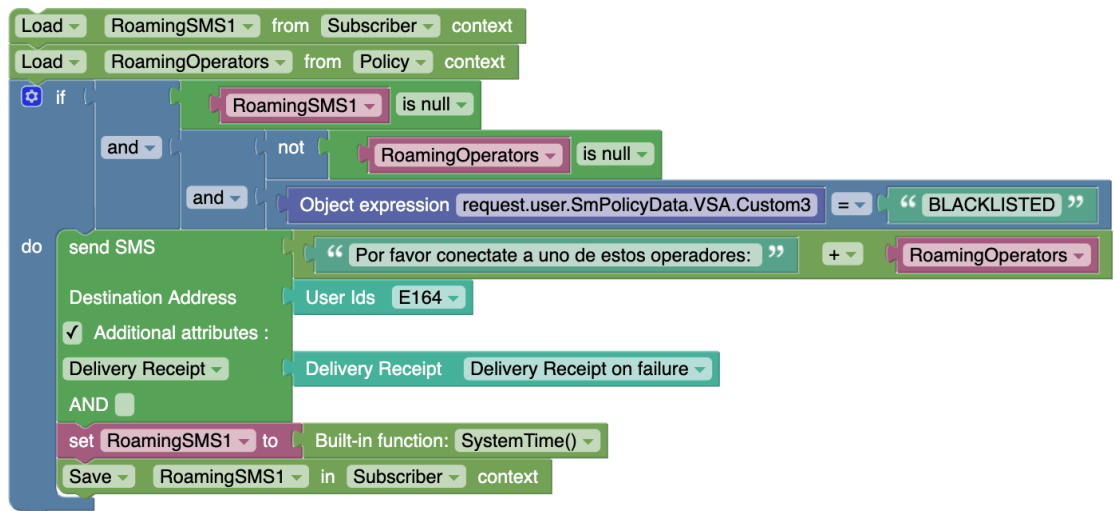 Load RoamingSMS1 from Subscriber context
Load RoamingOperators from Policy context
if RoamingSMS1 is null
and not RoamingOperators is null
and Object expression request.user.SmPolicyData.VSA.Custom3 = “ BLACKLISTED ”
do send SMS “ Por favor conectate a uno de estos operadores: ” + RoamingOperators
Destination Address User Ids E164
✓ Additional attributes :
Delivery Receipt Delivery Receipt Delivery Receipt on failure
AND
set RoamingSMS1 to Built-in function: SystemTime()
Save RoamingSMS1 in Subscriber context